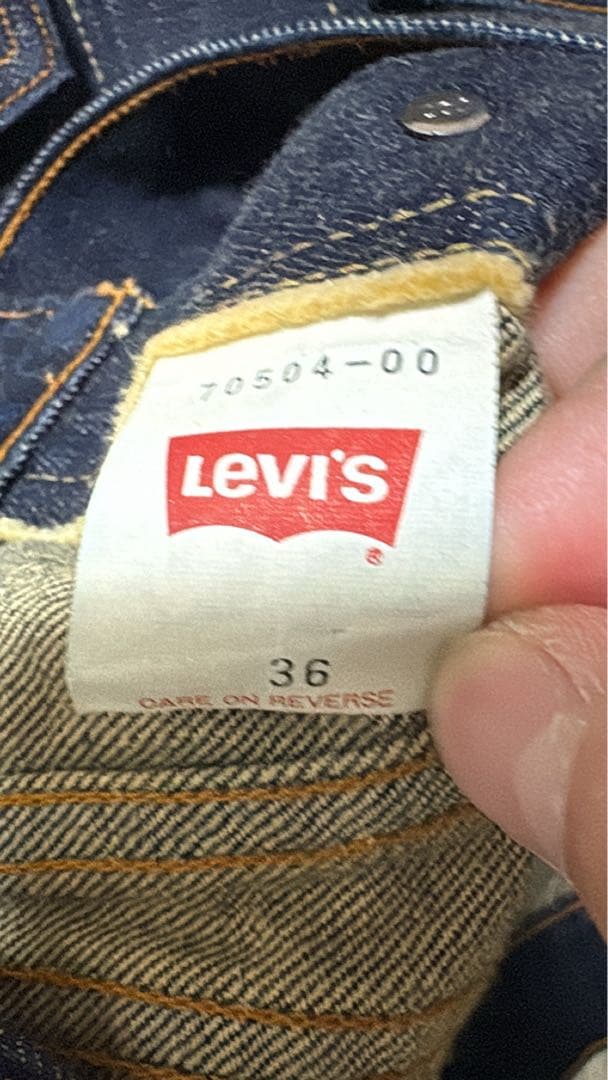 70504-00
LEVI'S
®
36
CARE ON REVERSE